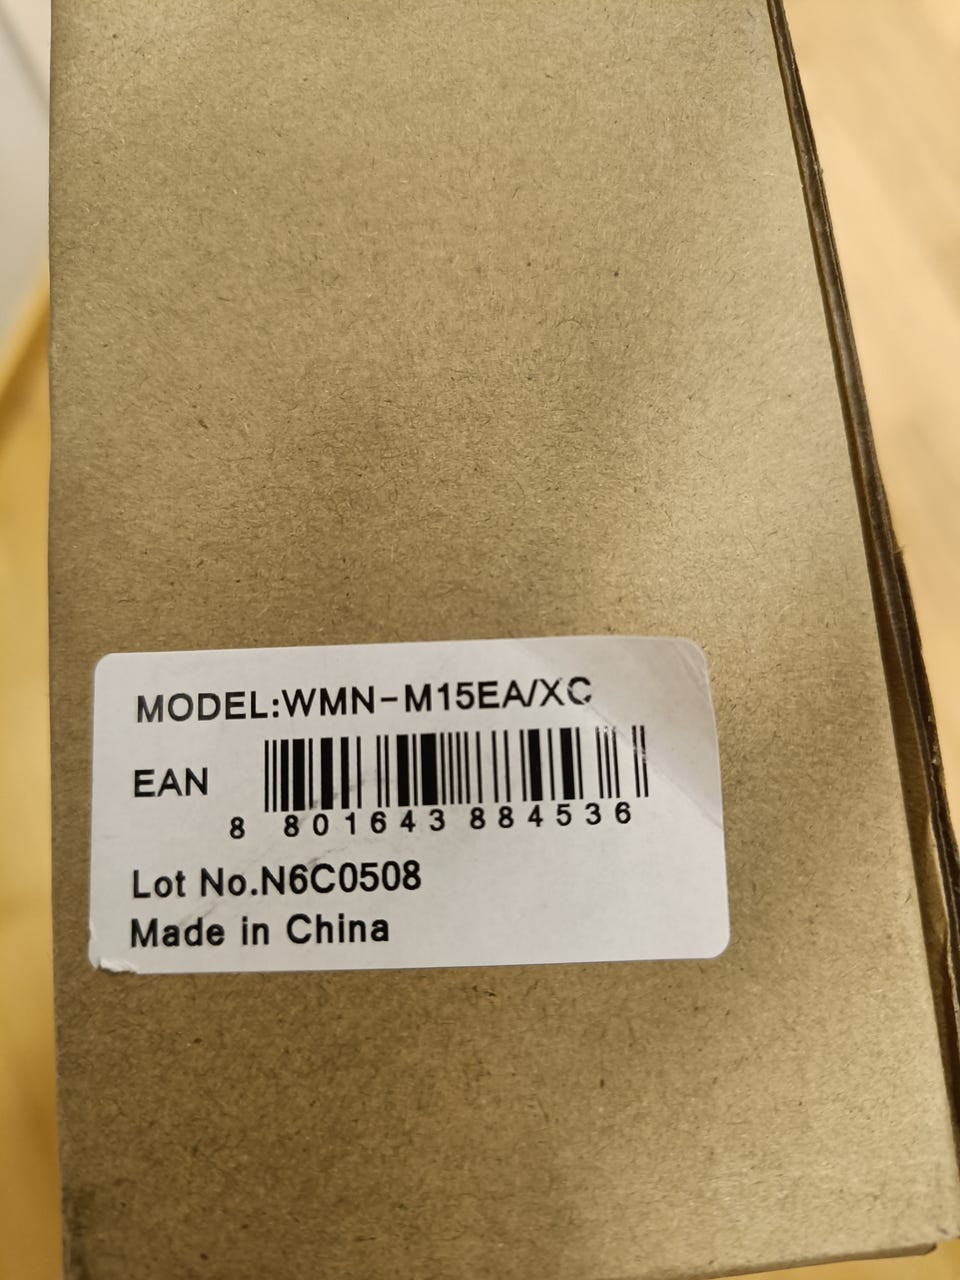 MODEL:WMN-M15EA/XC
EAN
8 801643 884536
Lot No.N6C0508
Made in China